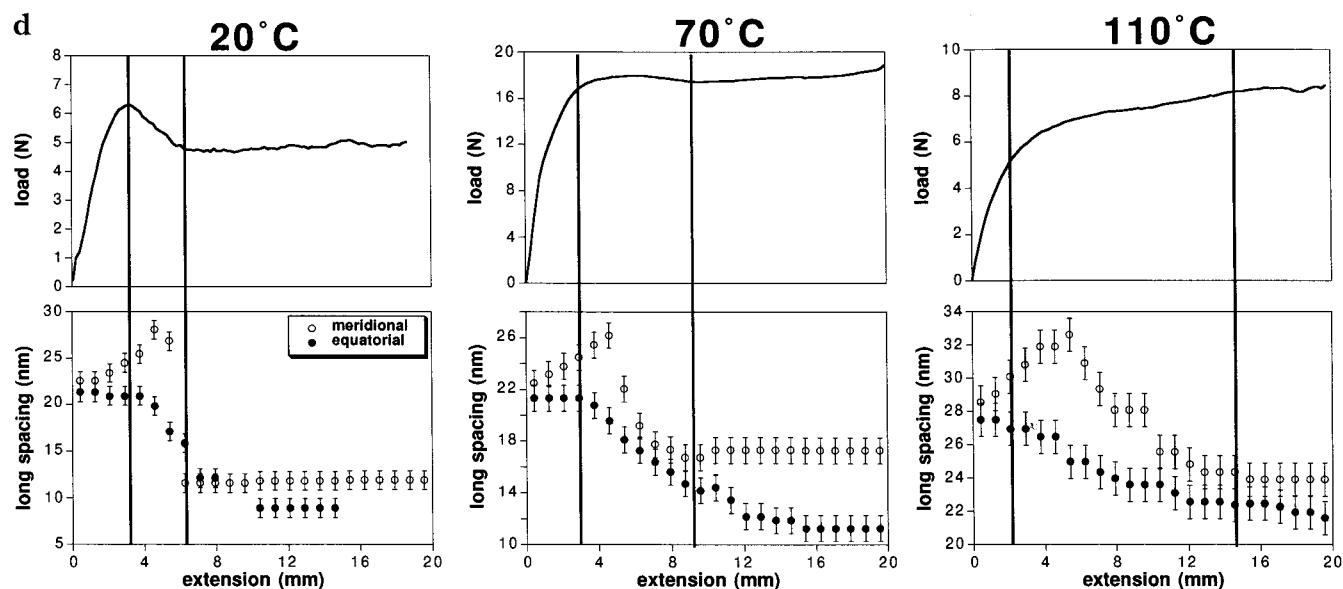 d
20°C
70°C
110°C
load (N)
8
7
6
5
4
3
2
1
0
load (N)
20
16
12
8
4
0
load (N)
10
8
6
4
2
0
long spacing (nm)
30
25
20
15
10
5
meridional
equatorial
0 4 8 12 16 20
extension (mm)
long spacing (nm)
26
22
18
14
10
0 4 8 12 16 20
extension (mm)
long spacing (nm)
34
32
30
28
26
24
22
20
0 4 8 12 16 20
extension (mm)